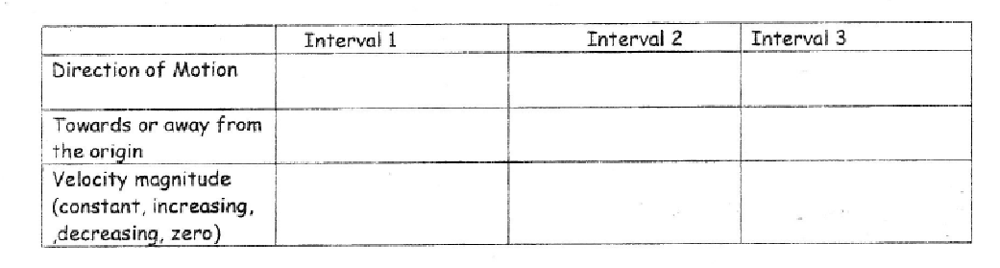 Interval 1 Interval 2 Interval 3
Direction of Motion
Towards or away from
the origin
Velocity magnitude
(constant, increasing,
,decreasing, zero)